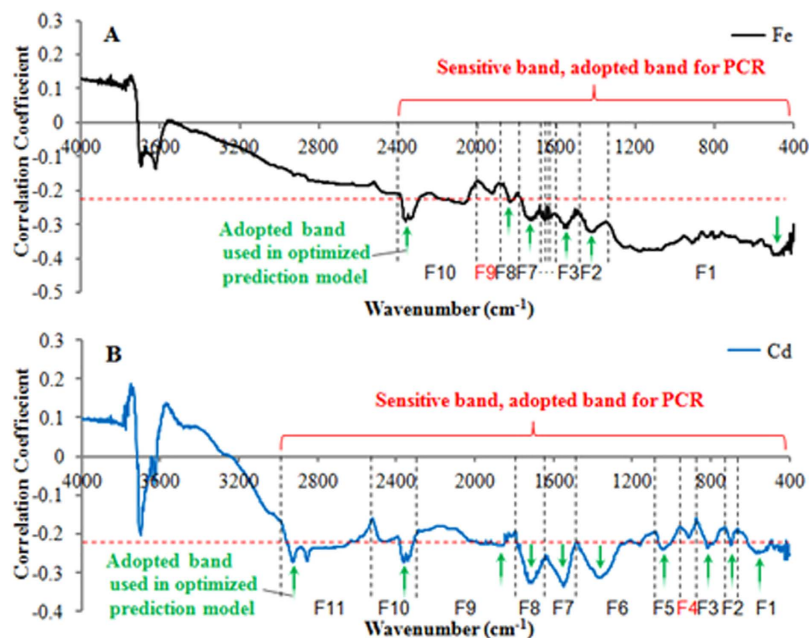 A
Fe
Sensitive band, adopted band for PCR
0.3
0.2
0.1
0
-0.1
-0.2
-0.3
-0.4
-0.5
Correlation Coefficient
4000 3600 3200 2800 2400 2000 1600 1200 800 400
Adopted band
used in optimized
prediction model
F10 F9 F8 F7 ... F3 F2 F1
Wavenumber (cm-1)
B
Cd
Sensitive band, adopted band for PCR
0.3
0.2
0.1
0
-0.1
-0.2
-0.3
-0.4
Correlation Coefficient
4000 3600 3200 2800 2400 2000 1600 1200 800 400
Adopted band
used in optimized
prediction model
F11 F10 F9 F8 F7 F6 F5 F4 F3 F2 F1
Wavenumber (cm-1)